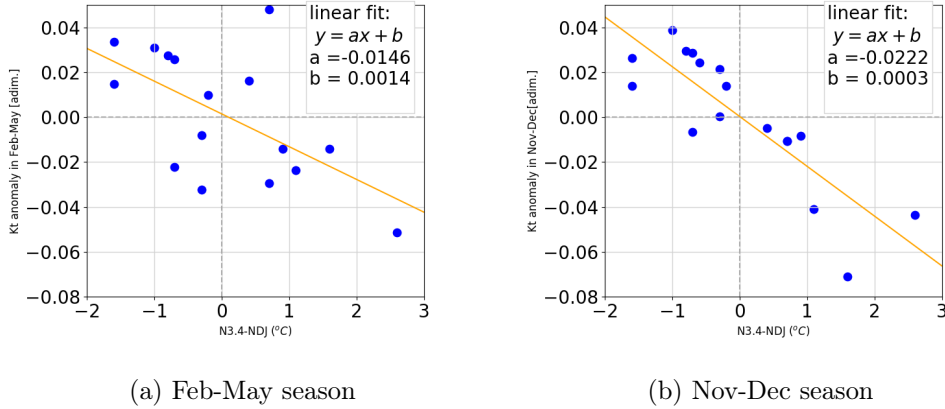 0.04
0.02
0.00
−0.02
−0.04
−0.06
−0.08
−2
−1
0
1
2
3
Kt anomaly in Feb-May [adim.]
N3.4-NDJ (°C)
linear fit:
y = ax + b
a =-0.0146
b = 0.0014
(a) Feb-May season
0.04
0.02
0.00
−0.02
−0.04
−0.06
−0.08
−2
−1
0
1
2
3
Kt anomaly in Nov-Dec[adim.]
N3.4-NDJ (°C)
linear fit:
y = ax + b
a =-0.0222
b = 0.0003
(b) Nov-Dec season